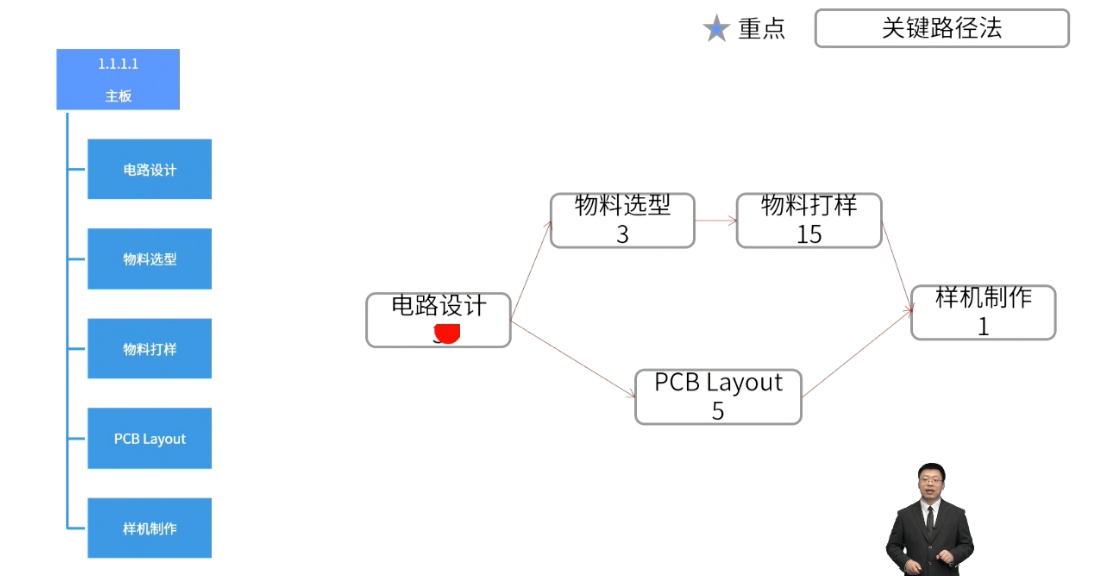 重点
关键路径法
1.1.1.1
主板
电路设计
物料选型
物料打样
PCB Layout
样机制作
物料选型
3
物料打样
15
电路设计
样机制作
1
PCB Layout
5